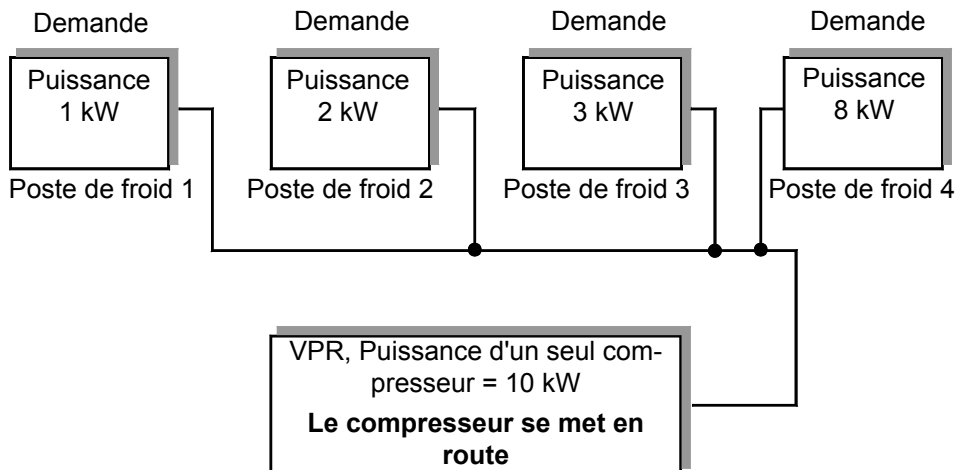 Demande
Demande
Demande
Demande
Puissance
1 kW
Puissance
2 kW
Puissance
3 kW
Puissance
8 kW
Poste de froid 1
Poste de froid 2
Poste de froid 3
Poste de froid 4
VPR, Puissance d'un seul com-
presseur = 10 kW
Le compresseur se met en
route